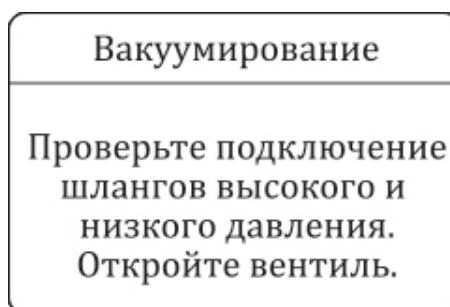 Вакуумирование
Проверьте подключение
шлангов высокого и
низкого давления.
Откройте вентиль.